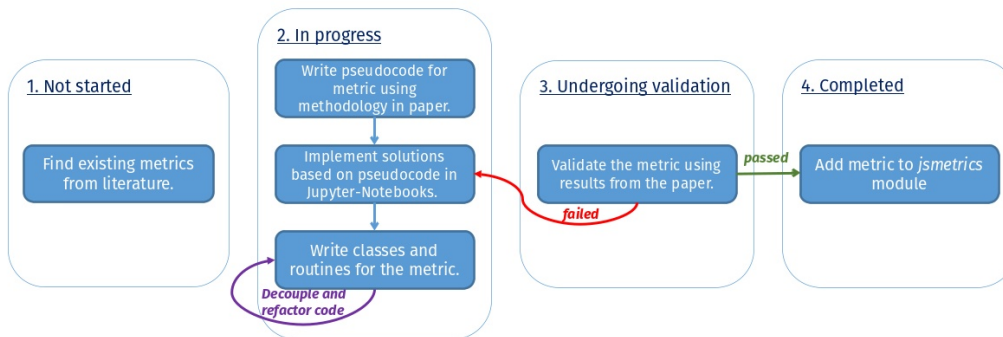 1. Not started
Find existing metrics
from literature.
2. In progress
Write pseudocode for
metric using
methodology in paper.
Implement solutions
based on pseudocode in
Jupyter-Notebooks.
Write classes and
routines for the metric.
Decouple and
refactor code
3. Undergoing validation
Validate the metric using
results from the paper.
failed
passed
4. Completed
Add metric to jsmetrics
module